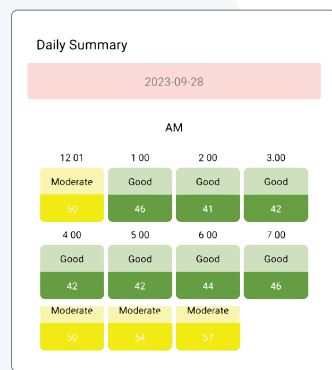 Daily Summary
2023-09-28
AM
12 01 1 00 2 00 3.00
Moderate Good Good Good
50 46 41 42
4 00 5 00 6 00 7 00
Good Good Good Good
42 42 44 46
Moderate Moderate Moderate
50 54 57